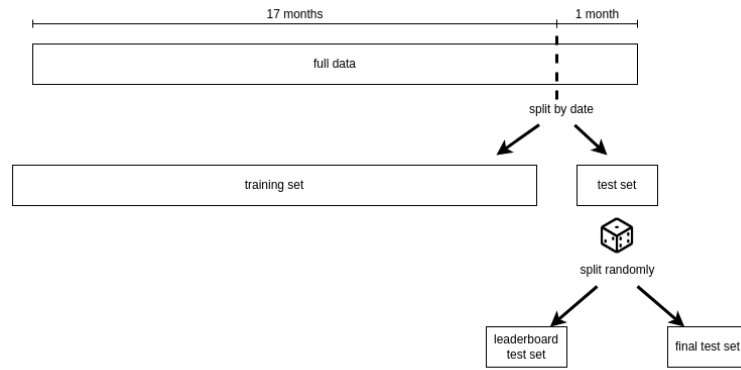 17 months
1 month
full data
split by date
training set
test set
split randomly
leaderboard
test set
final test set